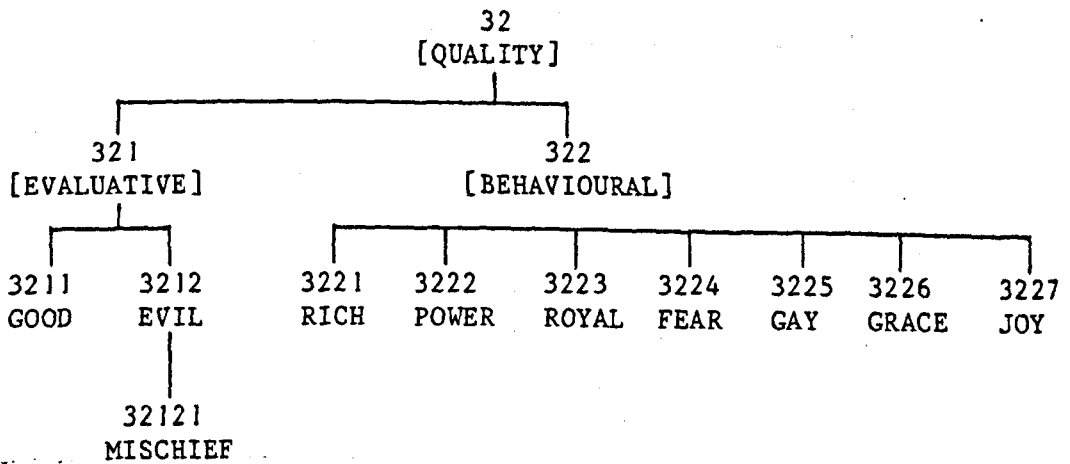 32
[QUALITY]
321 322
[EVALUATIVE] [BEHAVIOURAL]
3211 3212 3221 3222 3223 3224 3225 3226 3227
GOOD EVIL RICH POWER ROYAL FEAR GAY GRACE JOY
32121
MISCHIEF